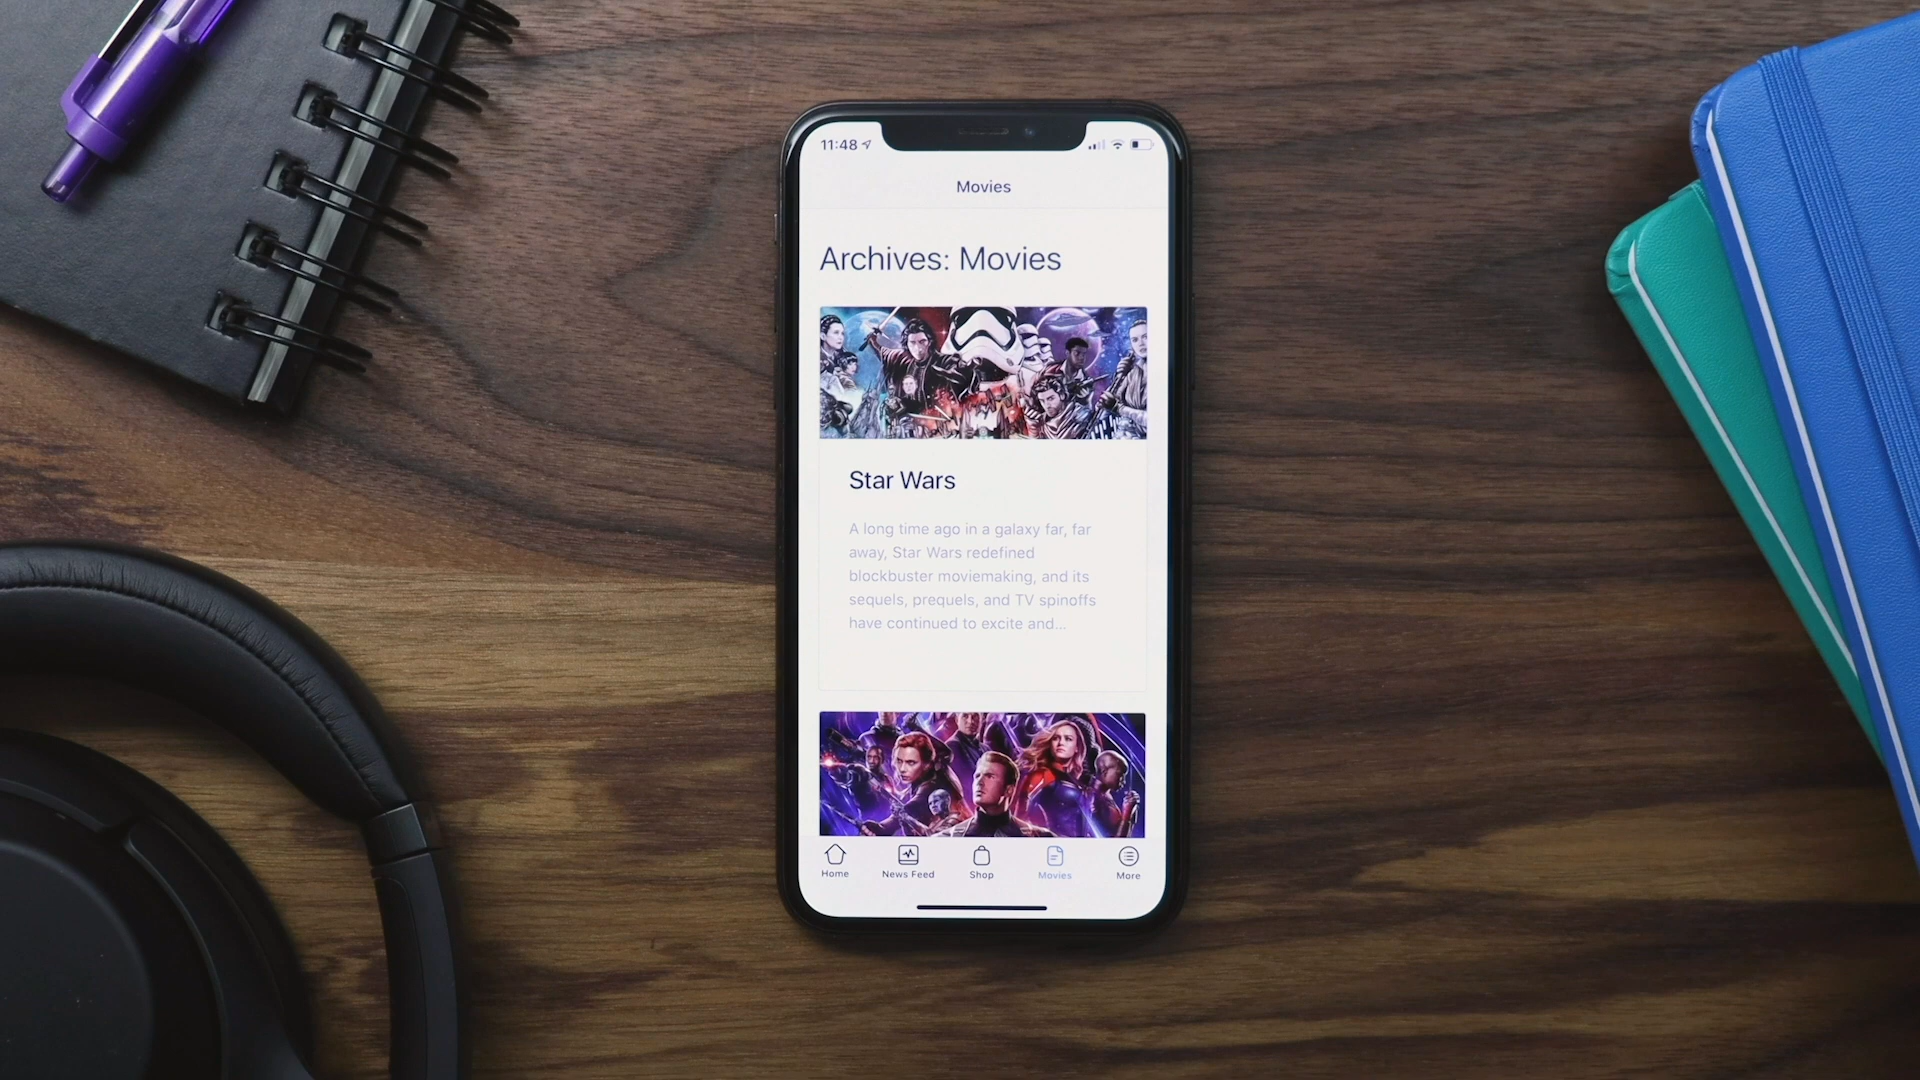 11:48
Movies
Archives: Movies
Star Wars
A long time ago in a galaxy far, far
away, Star Wars redefined
blockbuster moviemaking, and its
sequels, prequels, and TV spinoffs
have continued to excite and...
Home
News Feed
Shop
Movies
More